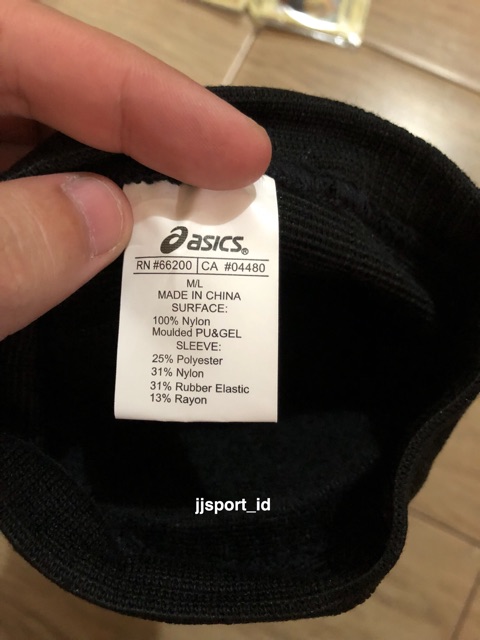 asics®
RN #66200 CA #04480
M/L
MADE IN CHINA
SURFACE:
100% Nylon
Moulded PU&GEL
SLEEVE:
25% Polyester
31% Nylon
31% Rubber Elastic
13% Rayon
jjsport_id